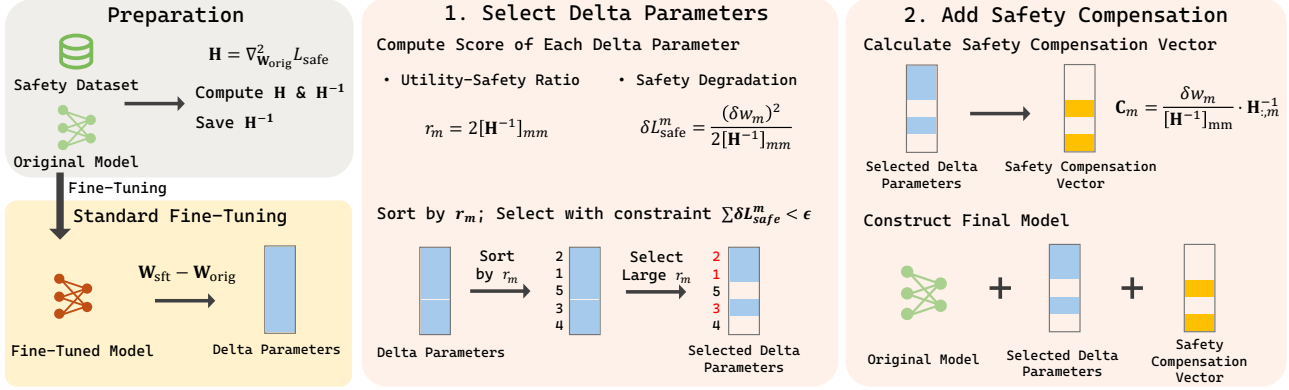 Preparation
Safety Dataset
Original Model
𝐇 = ∇²_{𝐖orig} L_safe
Compute 𝐇 & 𝐇⁻¹
Save 𝐇⁻¹
Fine-Tuning
Standard Fine-Tuning
𝐖_sft − 𝐖_orig
Fine-Tuned Model
Delta Parameters
1. Select Delta Parameters
Compute Score of Each Delta Parameter
• Utility-Safety Ratio
r_m = 2[𝐇⁻¹]_mm
• Safety Degradation
δL^m_safe = (δw_m)² / 2[𝐇⁻¹]_mm
Sort by r_m; Select with constraint ∑δL^m_safe < ϵ
Delta Parameters
Sort
by r_m
2
1
5
3
4
Select
Large r_m
2
1
5
3
4
Selected Delta
Parameters
2. Add Safety Compensation
Calculate Safety Compensation Vector
Selected Delta
Parameters
Safety Compensation
Vector
𝐂_m = δw_m / [𝐇⁻¹]_mm · 𝐇⁻¹_{:,m}
Construct Final Model
Original Model
+
Selected Delta
Parameters
+
Safety
Compensation
Vector